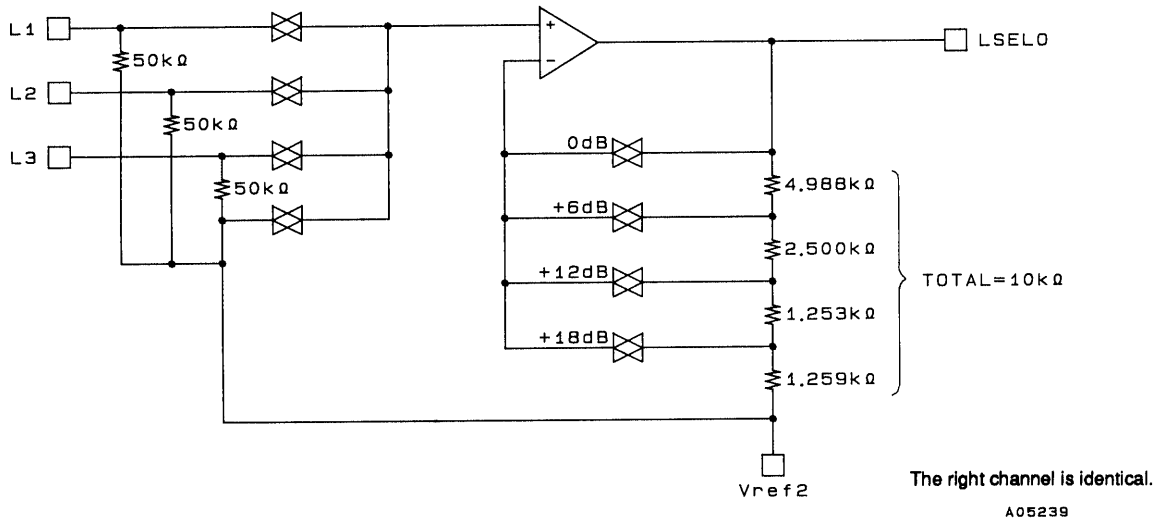 L1
50kΩ
L2
50kΩ
L3
50kΩ
+
−
LSEL0
0dB
4.988kΩ
+6dB
2.500kΩ
+12dB
TOTAL=10kΩ
1.253kΩ
+18dB
1.259kΩ
Vref2
The right channel is identical.
A05239